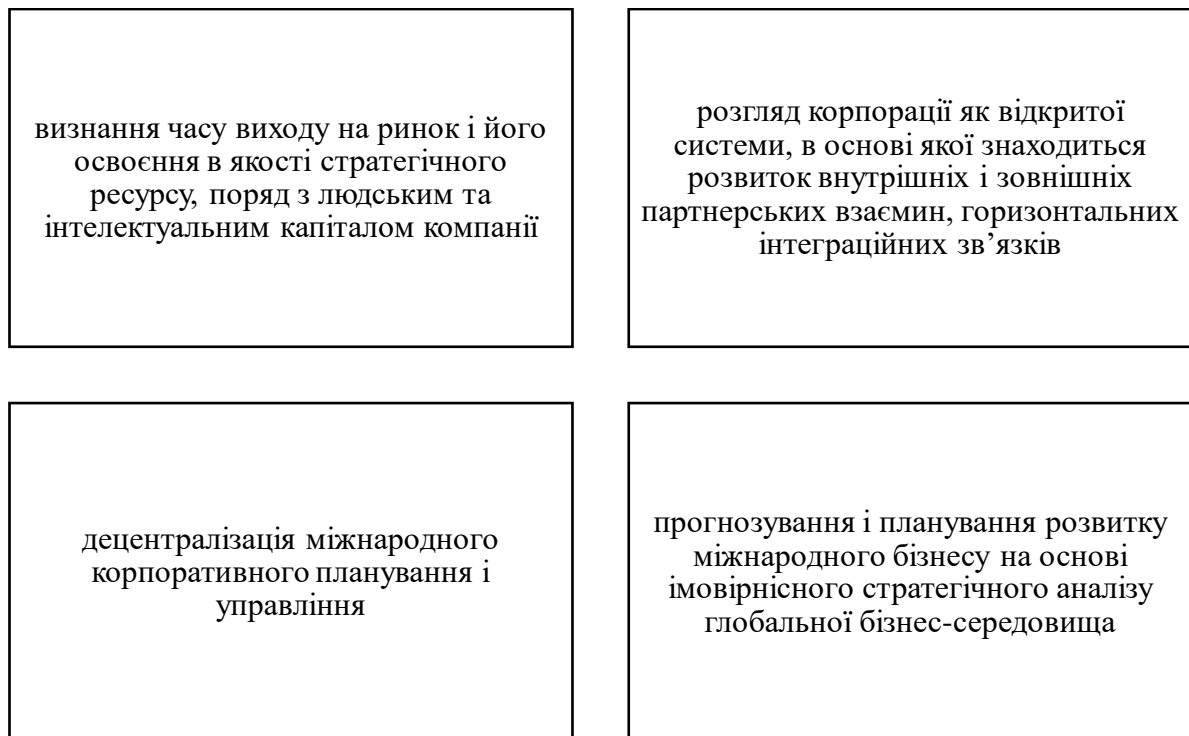 визнання часу виходу на ринок і його
освоєння в якості стратегічного
ресурсу, поряд з людським та
інтелектуальним капіталом компанії
розгляд корпорації як відкритої
системи, в основі якої знаходиться
розвиток внутрішніх і зовнішніх
партнерських взаємин, горизонтальних
інтеграційних зв’язків
децентралізація міжнародного
корпоративного планування і
управління
прогнозування і планування розвитку
міжнародного бізнесу на основі
імовірнісного стратегічного аналізу
глобальної бізнес-середовища